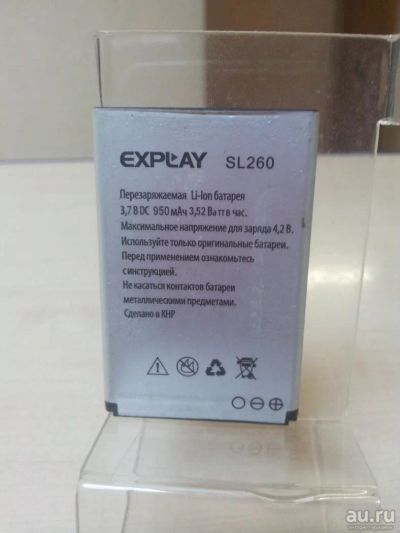 EXPLAY SL260
Перезаряжаемая Li-Ion батарея
3,7 В DC 950 мАч 3,52 Ватт в час.
Максимальное напряжение для заряда 4,2 В.
Используйте только оригинальные батареи.
Перед применением ознакомьтесь
с инструкцией.
Не касаться контактов батареи
металлическими предметами.
Сделано в КНР
au.ru